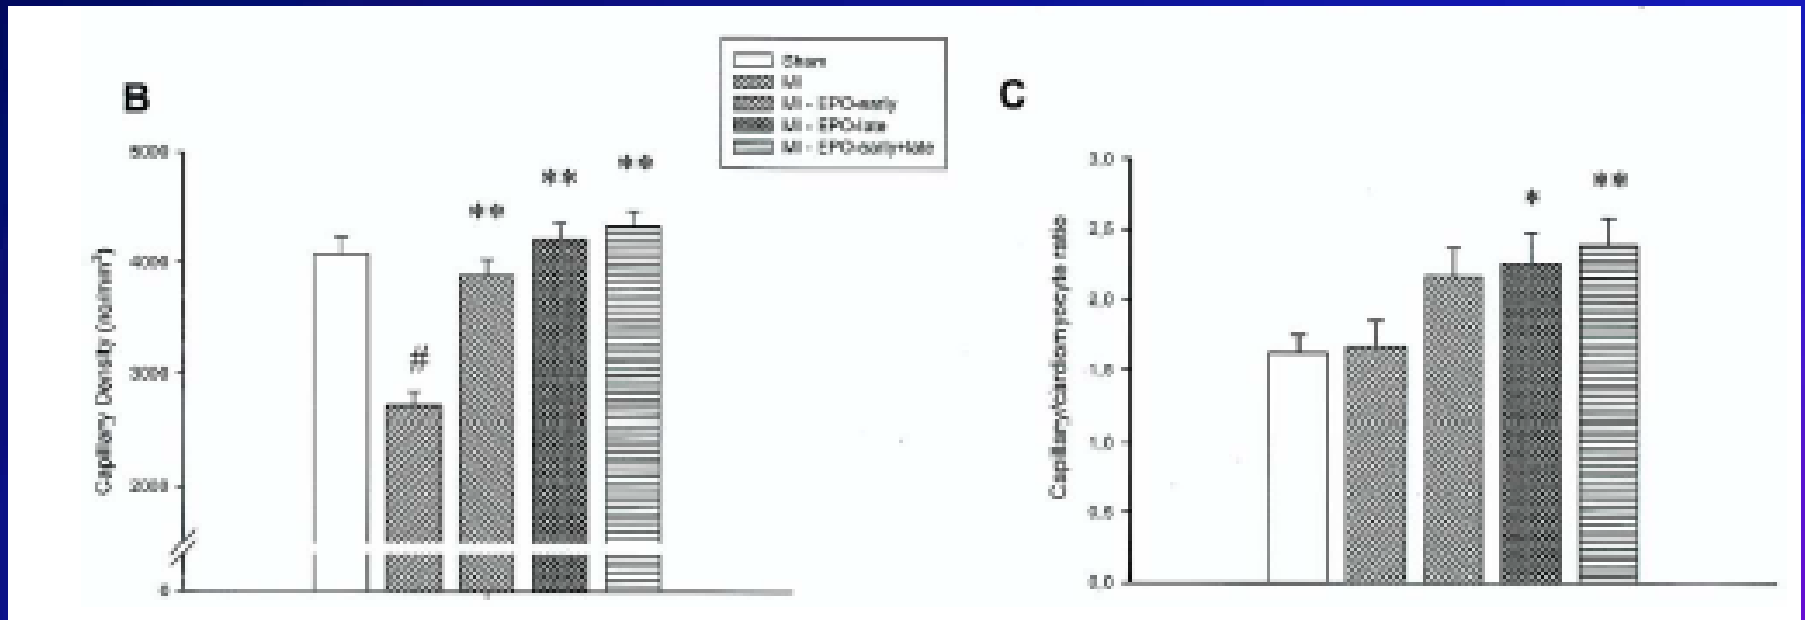 Sham
MI
MI - EPO-early
MI - EPO-late
MI - EPO-early+late
B
5000
4000
3000
2000
0
Capillary Density (no/mm²)
#
**
**
**
C
3.0
2.5
2.0
1.5
1.0
0.5
0.0
Capillary/cardiomyocyte ratio
*
**